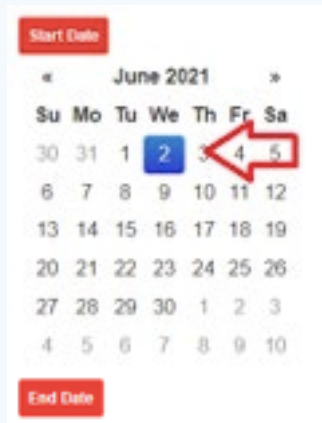 Start Date
« June 2021 »
Su Mo Tu We Th Fr Sa
30 31 1 2 3 4 5
6 7 8 9 10 11 12
13 14 15 16 17 18 19
20 21 22 23 24 25 26
27 28 29 30 1 2 3
4 5 6 7 8 9 10
End Date